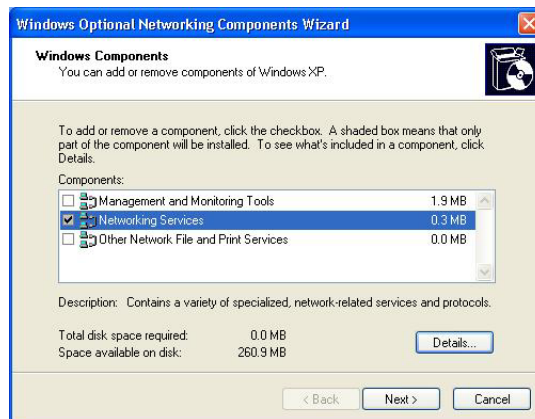 Windows Optional Networking Components Wizard
Windows Components
You can add or remove components of Windows XP.
To add or remove a component, click the checkbox. A shaded box means that only
part of the component will be installed. To see what's included in a component, click
Details.
Components:
Management and Monitoring Tools 1.9 MB
Networking Services 0.3 MB
Other Network File and Print Services 0.0 MB
Description: Contains a variety of specialized, network-related services and protocols.
Total disk space required: 0.0 MB
Space available on disk: 260.9 MB
Details...
< Back Next > Cancel